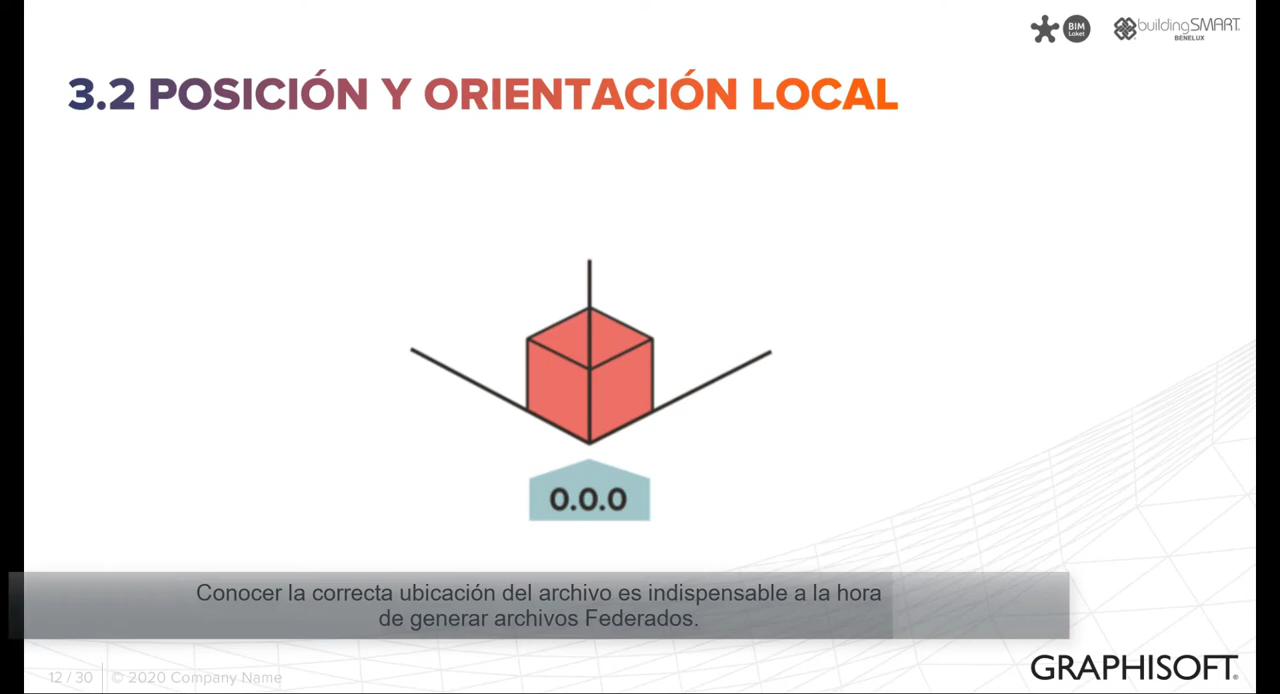 BIM
Loket
buildingSMART
BENELUX
3.2 POSICIÓN Y ORIENTACIÓN LOCAL
0.0.0
Conocer la correcta ubicación del archivo es indispensable a la hora
de generar archivos Federados.
12 / 30
© 2020 Company Name
GRAPHISOFT®